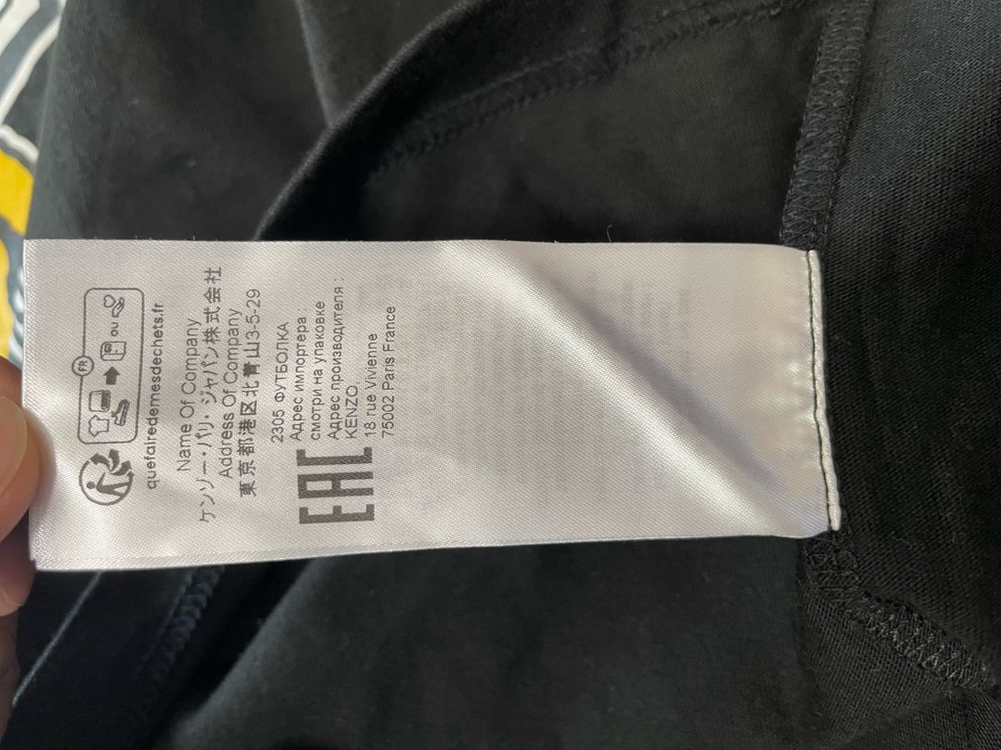 FR
ou
quefairedemesdechets.fr
Name Of Company
ケンゾー・パリ・ジャパン株式会社
Address Of Company
東京都港区北青山3-5-29
2305 ФУТБОЛКА
Адрес импортера
смотри на упаковке
Адрес производителя :
KENZO,
18 rue Vivienne
75002 Paris France
EAC